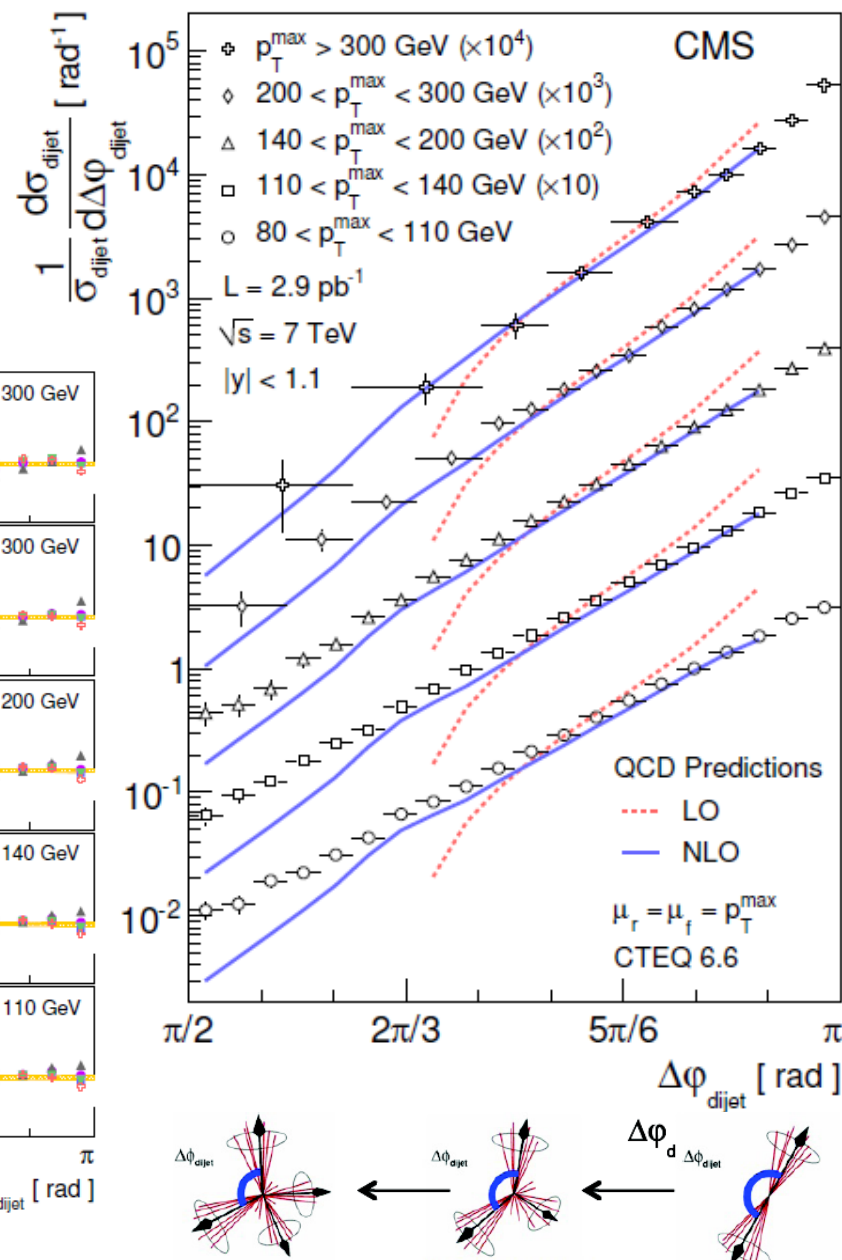 300 GeV
300 GeV
200 GeV
140 GeV
110 GeV
π
dijet [ rad ]
1/σ_dijet dσ_dijet/dΔφ_dijet [ rad⁻¹ ]
CMS
p_T^max > 300 GeV (×10⁴)
200 < p_T^max < 300 GeV (×10³)
140 < p_T^max < 200 GeV (×10²)
110 < p_T^max < 140 GeV (×10)
80 < p_T^max < 110 GeV
L = 2.9 pb⁻¹
√s = 7 TeV
|y| < 1.1
10⁵
10⁴
10³
10²
10
1
10⁻¹
10⁻²
QCD Predictions
LO
NLO
μ_r = μ_f = p_T^max
CTEQ 6.6
π/2 2π/3 5π/6 π
Δφ_dijet [ rad ]
Δϕ_dijet
Δϕ_dijet
Δφ_d
Δϕ_dijet